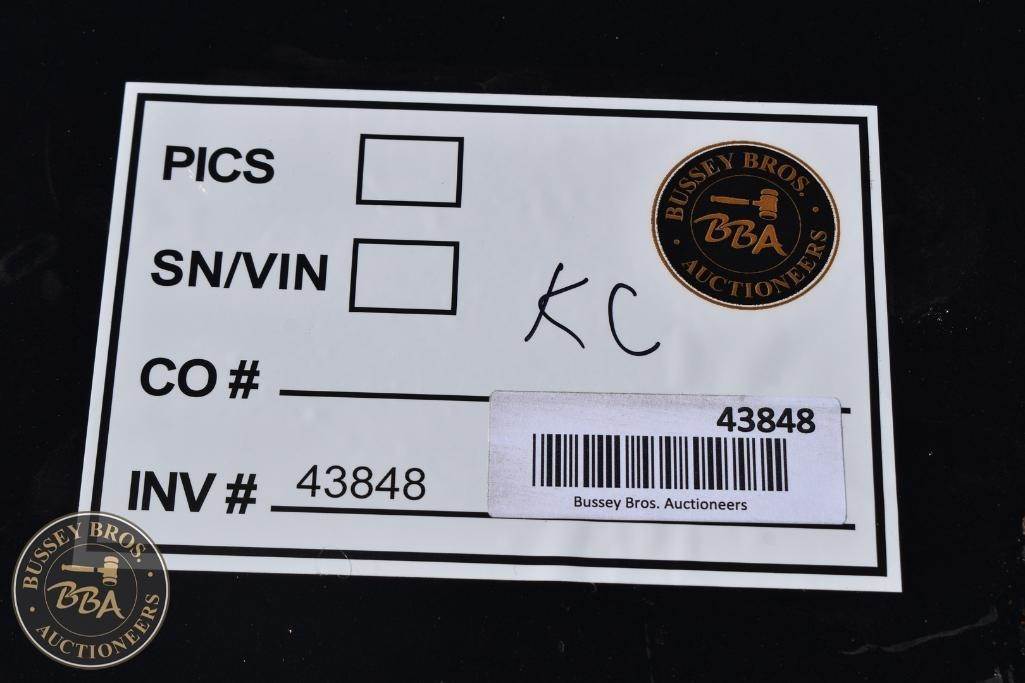 PICS
BUSSEY BROS.
BBA
AUCTIONEERS
SN/VIN
KC
CO #
43848
Bussey Bros. Auctioneers
INV # 43848
BUSSEY BROS.
BBA
AUCTIONEERS